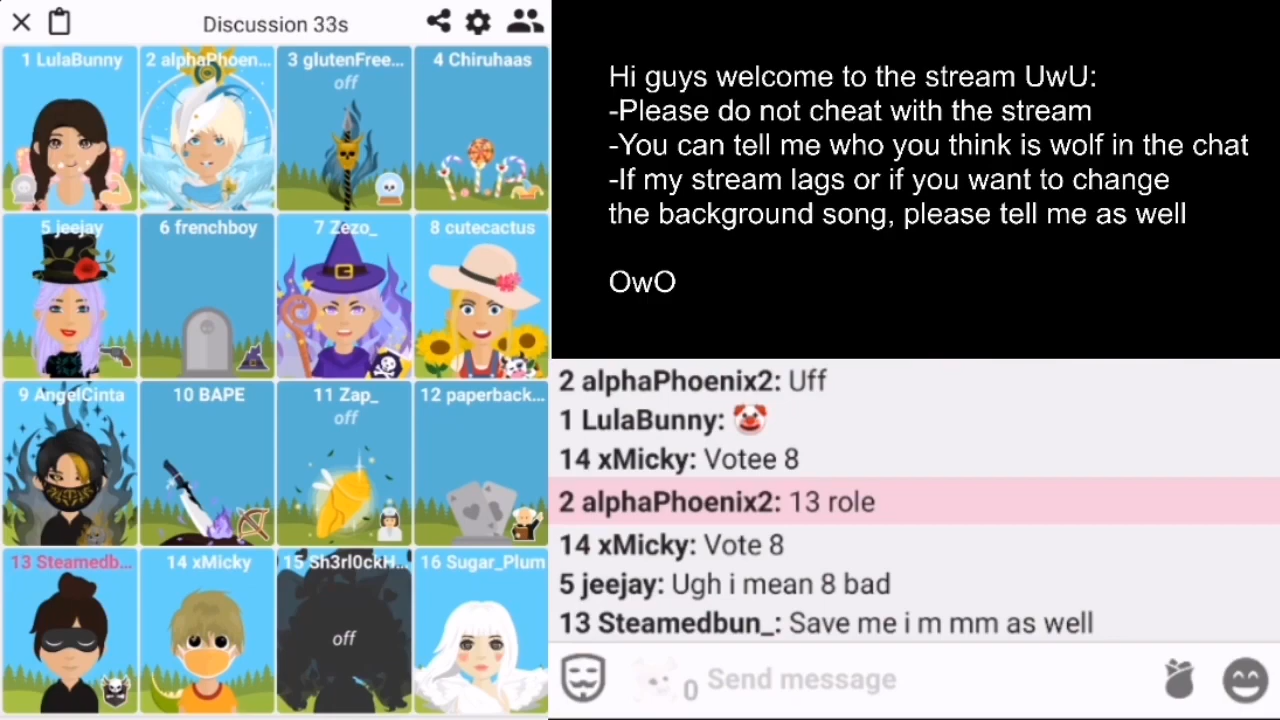 Discussion 33s
1 LulaBunny
2 alphaPhoen...
3 glutenFree...
off
4 Chiruhaas
5 jeejay
6 frenchboy
7 Zezo_
8 cutecactus
9 AngelCinta
10 BAPE
11 Zap_
off
12 paperback...
13 Steamedb...
14 xMicky
15 Sh3rl0ckH...
off
16 Sugar_Plum
Hi guys welcome to the stream UwU:
-Please do not cheat with the stream
-You can tell me who you think is wolf in the chat
-If my stream lags or if you want to change
the background song, please tell me as well
OwO
2 alphaPhoenix2: Uff
1 LulaBunny: 🤡
14 xMicky: Votee 8
2 alphaPhoenix2: 13 role
14 xMicky: Vote 8
5 jeejay: Ugh i mean 8 bad
13 Steamedbun_: Save me i m mm as well
0 Send message